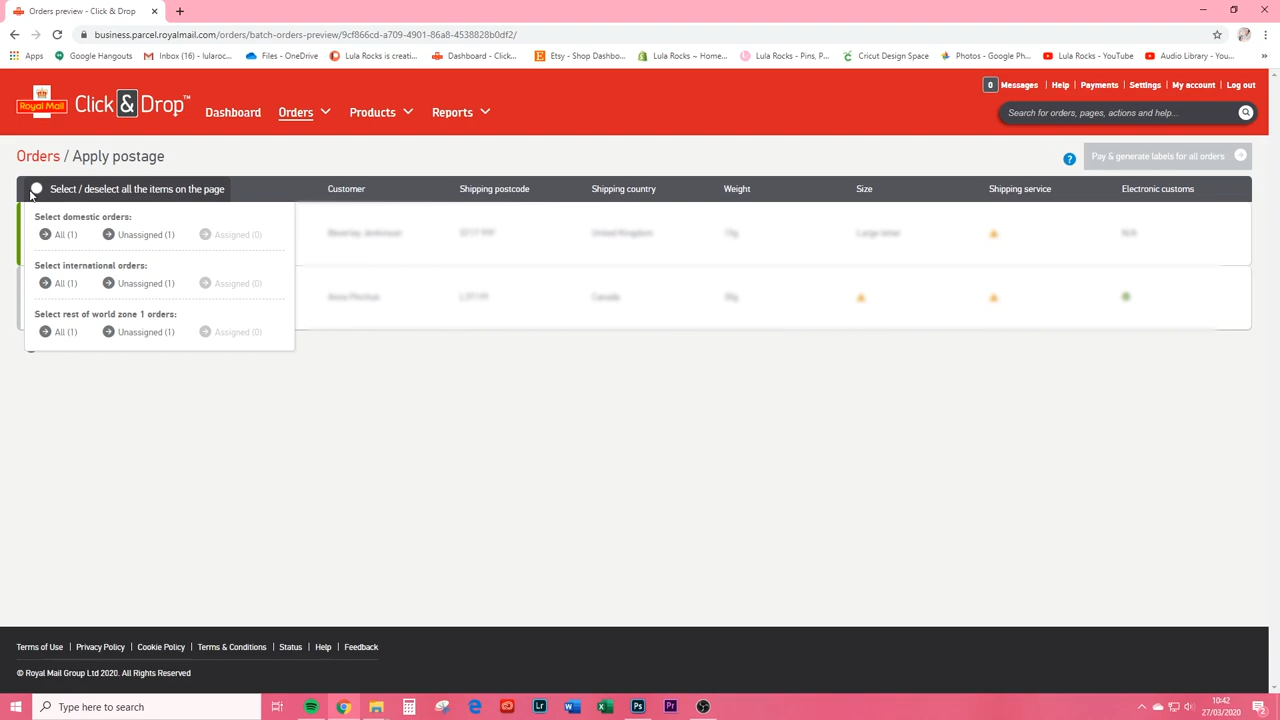 Orders preview - Click & Drop
business.parcel.royalmail.com/orders/batch-orders-preview/9cf866cd-a709-4901-86a8-4538828b0df2/
Apps Google Hangouts Inbox (16) - lularoc... Files - OneDrive Lula Rocks is creati... Dashboard - Click... Etsy - Shop Dashbo... Lula Rocks ~ Home... Lula Rocks - Pins, P... Cricut Design Space Photos - Google Ph... Lula Rocks - YouTube Audio Library - You...
0 Messages Help Payments Settings My account Log out
Royal Mail Click & Drop™ Dashboard Orders Products Reports Search for orders, pages, actions and help...
Orders / Apply postage ? Pay & generate labels for all orders
Select / deselect all the items on the page Customer Shipping postcode Shipping country Weight Size Shipping service Electronic customs
Select domestic orders:
All (1) Unassigned (1) Assigned (0)
United Kingdom Large letter N/A
Select international orders:
All (1) Unassigned (1) Assigned (0)
Canada
Select rest of world zone 1 orders:
All (1) Unassigned (1) Assigned (0)
Terms of Use Privacy Policy Cookie Policy Terms & Conditions Status Help Feedback
© Royal Mail Group Ltd 2020. All Rights Reserved
Type here to search
10:42
27/03/2020